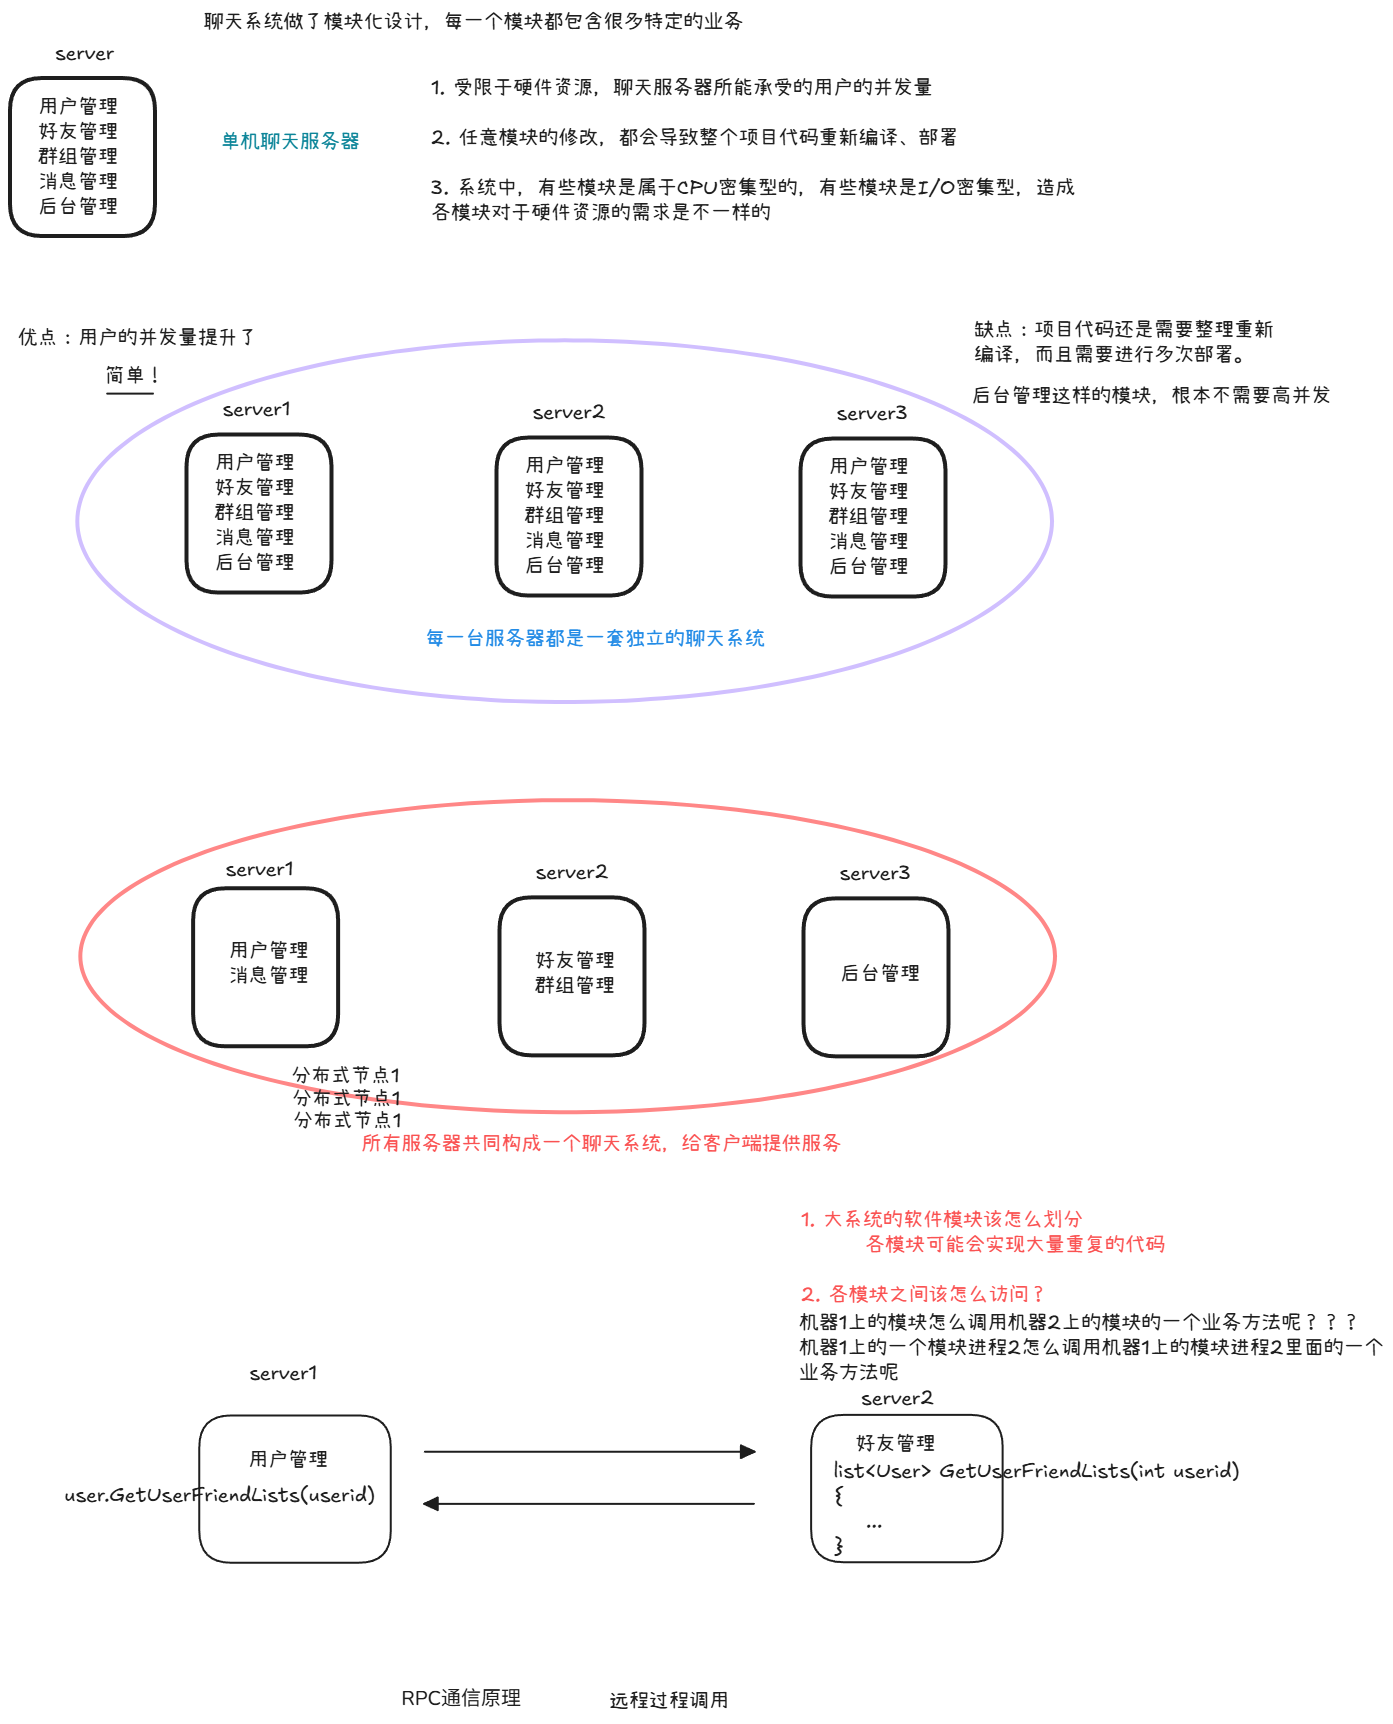 聊天系统做了模块化设计，每一个模块都包含很多特定的业务
server
用户管理
好友管理
群组管理
消息管理
后台管理
单机聊天服务器
1. 受限于硬件资源，聊天服务器所能承受的用户的并发量
2. 任意模块的修改，都会导致整个项目代码重新编译、部署
3. 系统中，有些模块是属于CPU密集型的，有些模块是I/O密集型，造成
各模块对于硬件资源的需求是不一样的
优点：用户的并发量提升了
简单！
缺点：项目代码还是需要整理重新
编译，而且需要进行多次部署。
后台管理这样的模块，根本不需要高并发
server1
用户管理
好友管理
群组管理
消息管理
后台管理
server2
用户管理
好友管理
群组管理
消息管理
后台管理
server3
用户管理
好友管理
群组管理
消息管理
后台管理
每一台服务器都是一套独立的聊天系统
server1
用户管理
消息管理
server2
好友管理
群组管理
server3
后台管理
分布式节点1
分布式节点1
分布式节点1
所有服务器共同构成一个聊天系统，给客户端提供服务
1. 大系统的软件模块该怎么划分
各模块可能会实现大量重复的代码
2. 各模块之间该怎么访问？
机器1上的模块怎么调用机器2上的模块的一个业务方法呢？？？
机器1上的一个模块进程2怎么调用机器1上的模块进程2里面的一个
业务方法呢
server1
用户管理
user.GetUserFriendLists(userid)
server2
好友管理
list<User> GetUserFriendLists(int userid)
{
...
}
RPC通信原理
远程过程调用